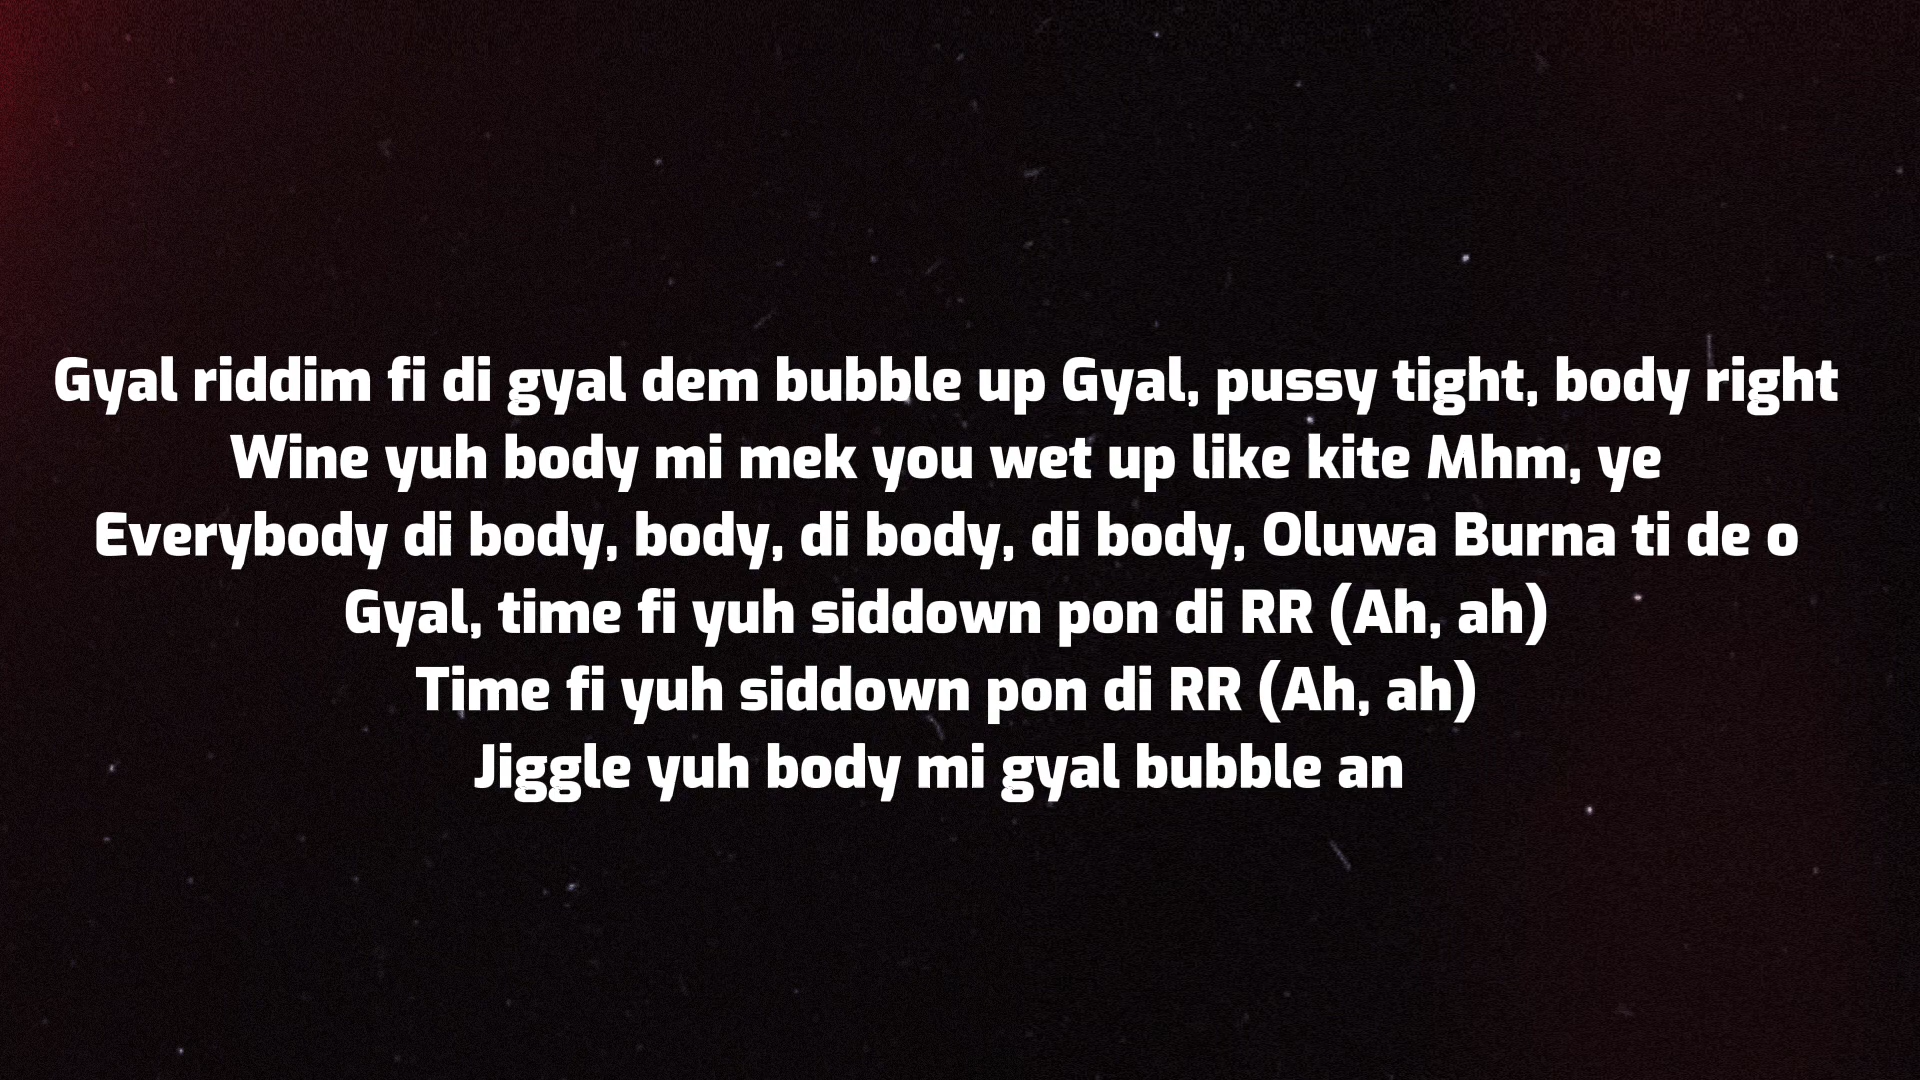 Gyal riddim fi di gyal dem bubble up Gyal, pussy tight, body right
Wine yuh body mi mek you wet up like kite Mhm, ye
Everybody di body, body, di body, di body, Oluwa Burna ti de o
Gyal, time fi yuh siddown pon di RR (Ah, ah)
Time fi yuh siddown pon di RR (Ah, ah)
Jiggle yuh body mi gyal bubble an